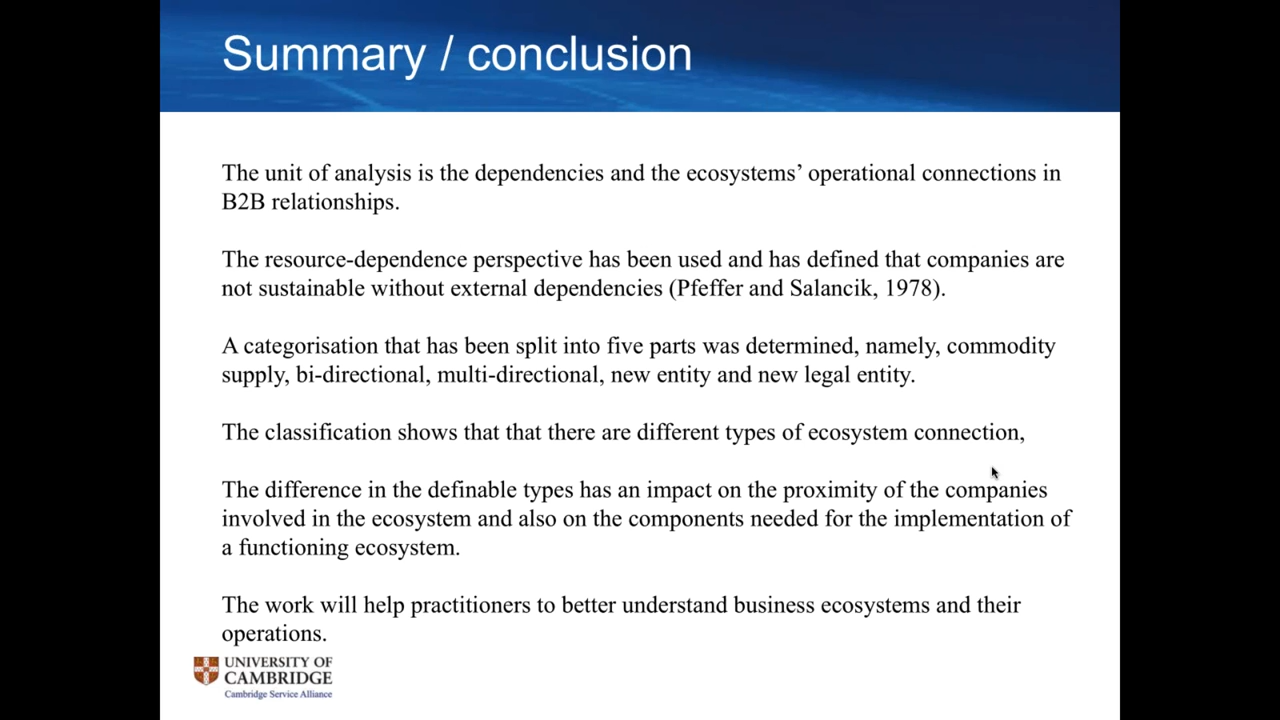 Summary / conclusion
The unit of analysis is the dependencies and the ecosystems’ operational connections in
B2B relationships.
The resource-dependence perspective has been used and has defined that companies are
not sustainable without external dependencies (Pfeffer and Salancik, 1978).
A categorisation that has been split into five parts was determined, namely, commodity
supply, bi-directional, multi-directional, new entity and new legal entity.
The classification shows that that there are different types of ecosystem connection,
The difference in the definable types has an impact on the proximity of the companies
involved in the ecosystem and also on the components needed for the implementation of
a functioning ecosystem.
The work will help practitioners to better understand business ecosystems and their
operations.
UNIVERSITY OF
CAMBRIDGE
Cambridge Service Alliance